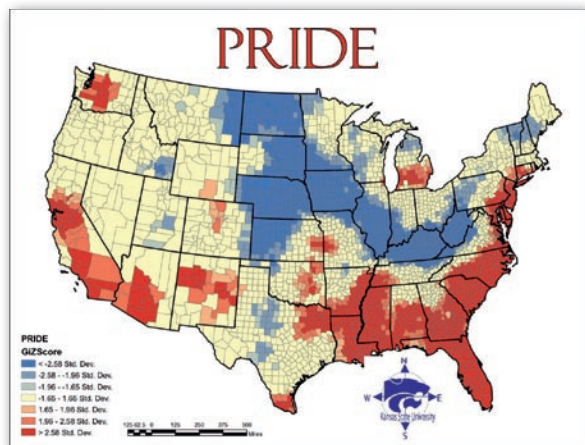 PRIDE
PRIDE
GiZScore
< -2.58 Std. Dev.
-2.58 - -1.96 Std. Dev.
-1.96 - -1.65 Std. Dev.
-1.65 - 1.65 Std. Dev.
1.65 - 1.96 Std. Dev.
1.96 - 2.58 Std. Dev.
> 2.58 Std. Dev.
Miles
N
W
E
S
Kansas State University